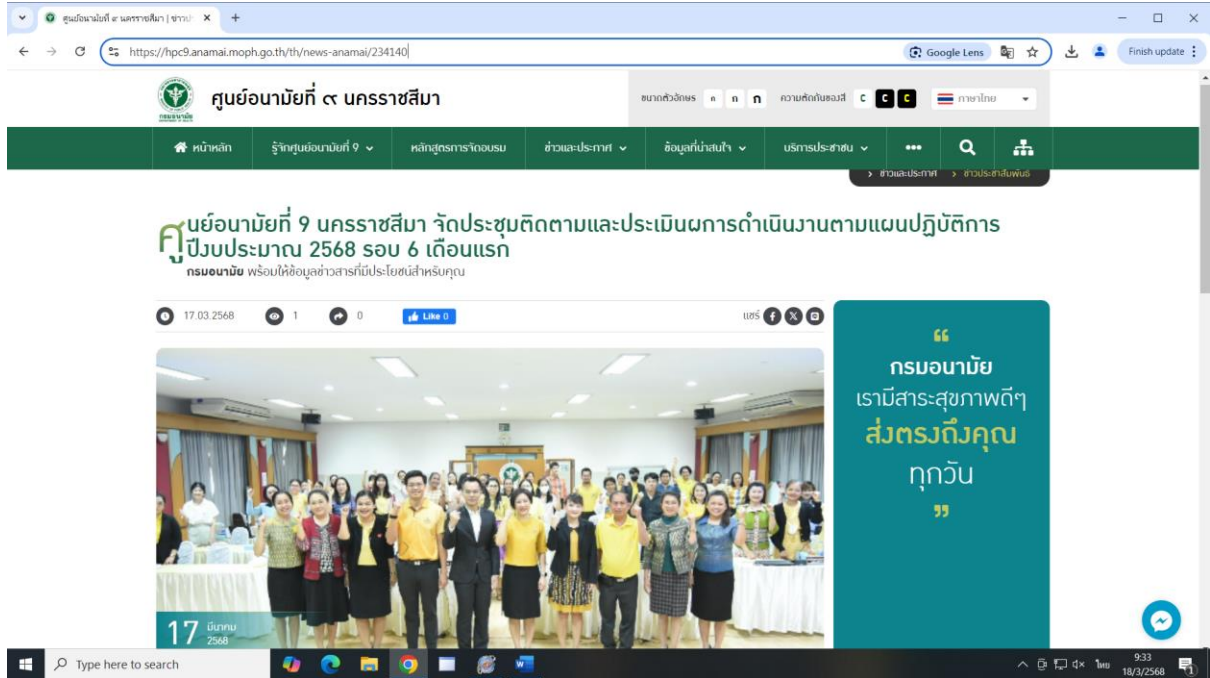 ศูนย์อนามัยที่ ๙ นครราชสีมา | ข่าวป
https://hpc9.anamai.moph.go.th/th/news-anamai/234140
Google Lens
Finish update
กรมอนามัย
ศูนย์อนามัยที่ ๙ นครราชสีมา
ขนาดตัวอักษร ก ก ก ความตัดกันของสี C C C ภาษาไทย
หน้าหลัก รู้จักศูนย์อนามัยที่ 9 หลักสูตรการจัดอบรม ข่าวและประกาศ ข้อมูลที่น่าสนใจ บริการประชาชน
> ข่าวและประกาศ > ข่าวประชาสัมพันธ์
ศูนย์อนามัยที่ 9 นครราชสีมา จัดประชุมติดตามและประเมินผลการดำเนินงานตามแผนปฏิบัติการ
ปีงบประมาณ 2568 รอบ 6 เดือนแรก
กรมอนามัย พร้อมให้ข้อมูลข่าวสารที่มีประโยชน์สำหรับคุณ
17.03.2568 1 0 Like 0 แชร์
“
กรมอนามัย
เรามีสาระสุขภาพดีๆ
ส่งตรงถึงคุณ
ทุกวัน
”
17 มีนาคม
2568
Type here to search
ไทย
9:33
18/3/2568
1